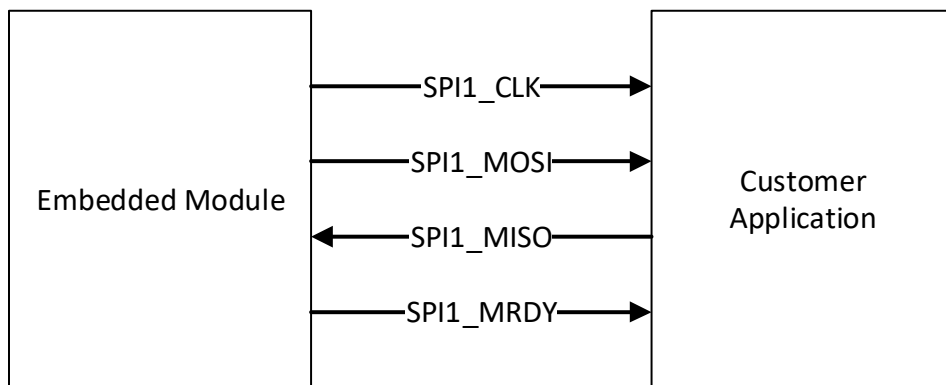 SPI1_CLK
SPI1_MOSI
Embedded Module
Customer
Application
SPI1_MISO
SPI1_MRDY